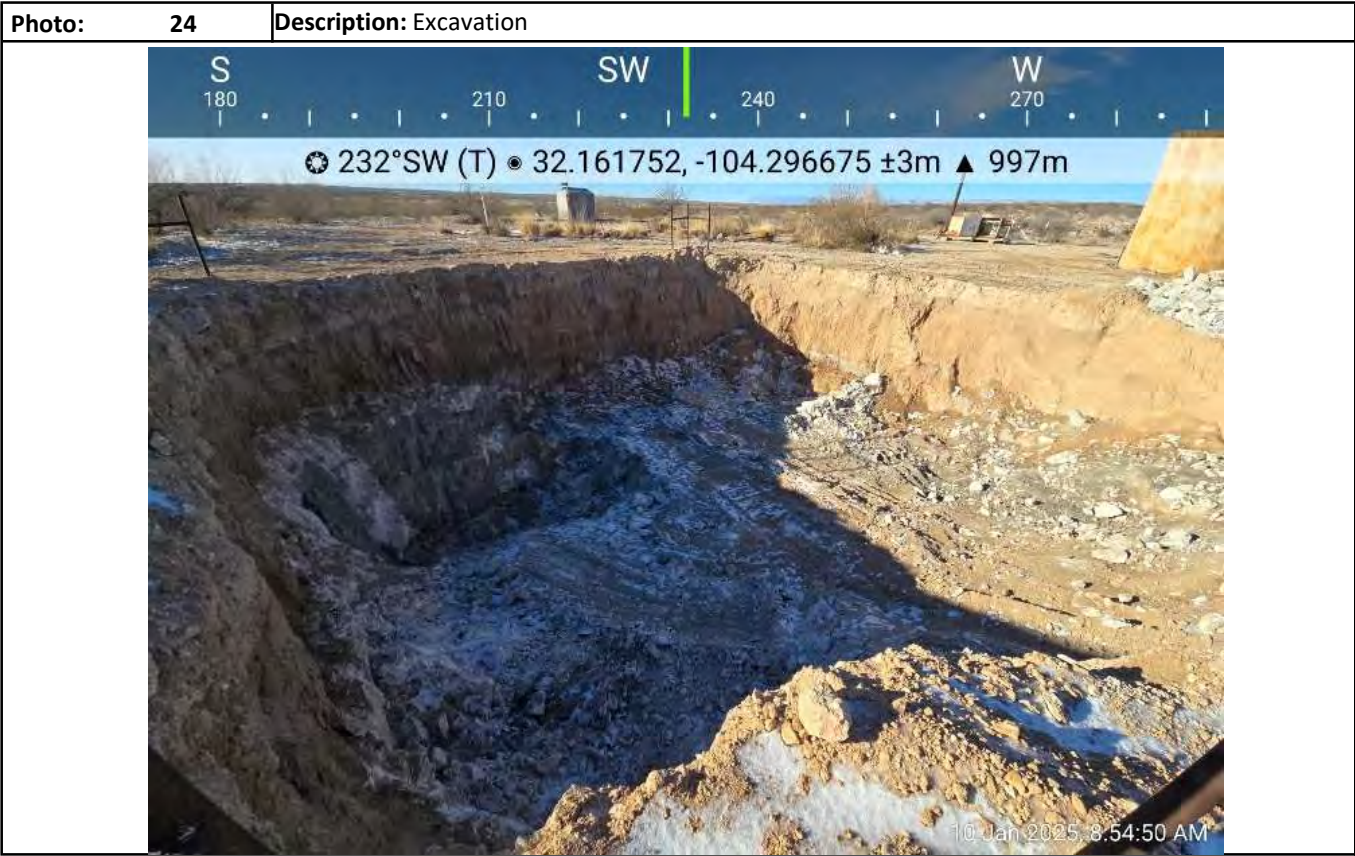 Photo: 24 Description: Excavation
S SW W
180 210 240 270
232°SW (T) 32.161752, -104.296675 ±3m ▲ 997m
10 Jan 2025, 8:54:50 AM